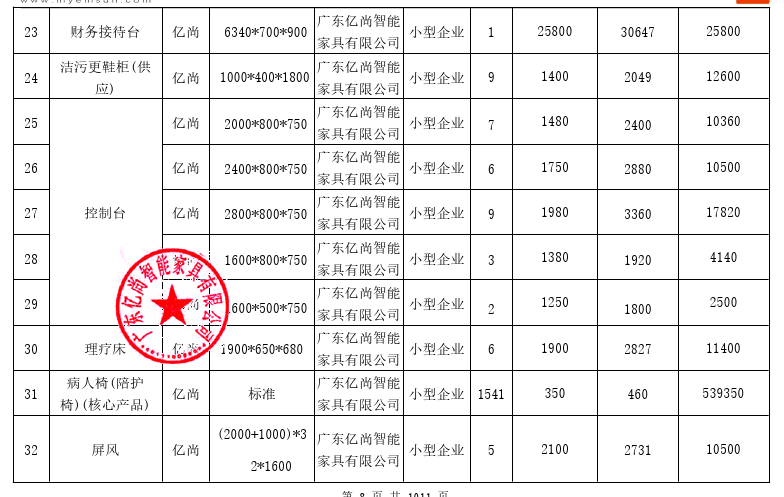 www.myemsun.com
23 财务接待台 亿尚 6340*700*900 广东亿尚智能家具有限公司 小型企业 1 25800 30647 25800
24 洁污更鞋柜(供应) 亿尚 1000*400*1800 广东亿尚智能家具有限公司 小型企业 9 1400 2049 12600
25 控制台 亿尚 2000*800*750 广东亿尚智能家具有限公司 小型企业 7 1480 2400 10360
26 亿尚 2400*800*750 广东亿尚智能家具有限公司 小型企业 6 1750 2880 10500
27 亿尚 2800*800*750 广东亿尚智能家具有限公司 小型企业 9 1980 3360 17820
28 1600*800*750 广东亿尚智能家具有限公司 小型企业 3 1380 1920 4140
29 尚 1600*500*750 广东亿尚智能家具有限公司 小型企业 2 1250 1800 2500
30 理疗床 亿尚 1900*650*680 广东亿尚智能家具有限公司 小型企业 6 1900 2827 11400
31 病人椅(陪护椅)(核心产品) 亿尚 标准 广东亿尚智能家具有限公司 小型企业 1541 350 460 539350
32 屏风 亿尚 (2000+1000)*32*1600 广东亿尚智能家具有限公司 小型企业 5 2100 2731 10500
广东亿尚智能家具有限公司
第 8 页 共 1011 页